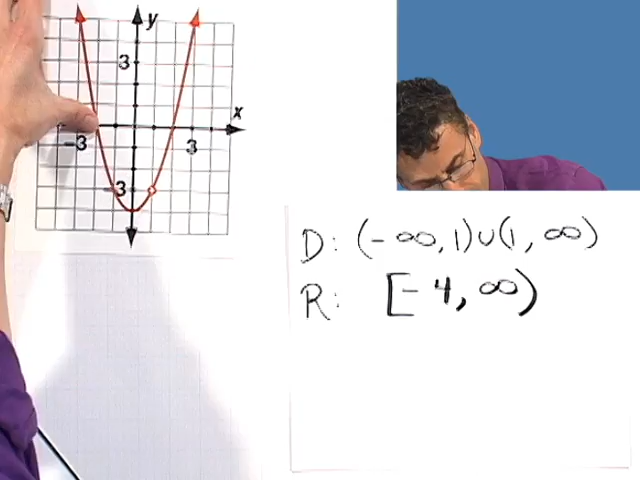 y
3
x
-3
3
-3
D: (-∞, 1)∪(1, ∞)
R: [-4, ∞)